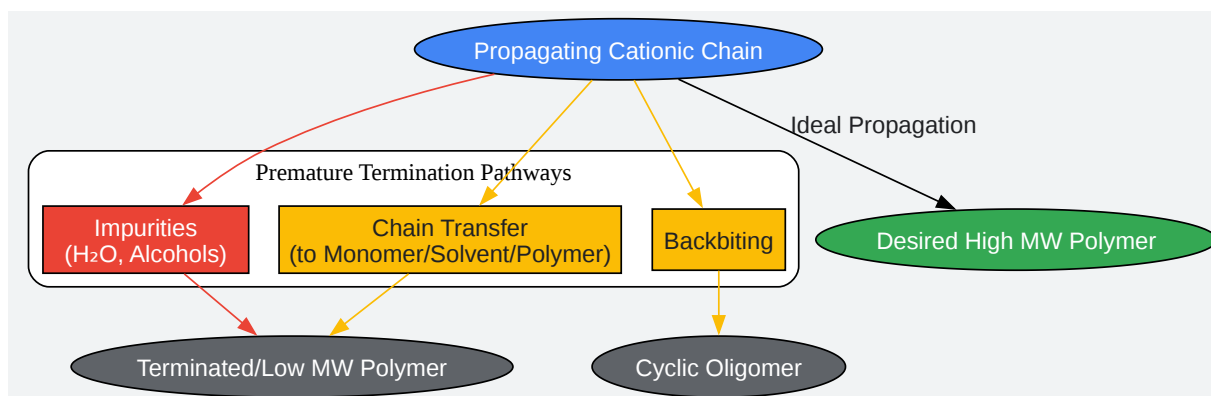 Propagating Cationic Chain
Ideal Propagation
Premature Termination Pathways
Impurities
(H₂O, Alcohols)
Chain Transfer
(to Monomer/Solvent/Polymer)
Backbiting
Desired High MW Polymer
Terminated/Low MW Polymer
Cyclic Oligomer